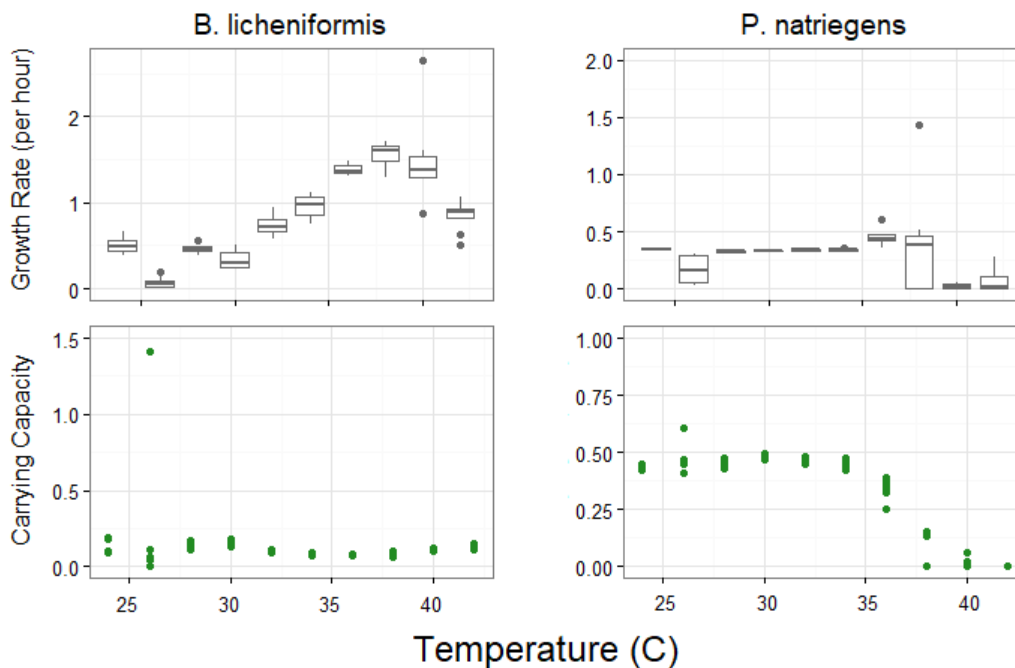 B. licheniformis
P. natriegens
Growth Rate (per hour)
2
1
0
2.0
1.5
1.0
0.5
0.0
Carrying Capacity
1.5
1.0
0.5
0.0
1.00
0.75
0.50
0.25
0.00
25 30 35 40
25 30 35 40
Temperature (C)